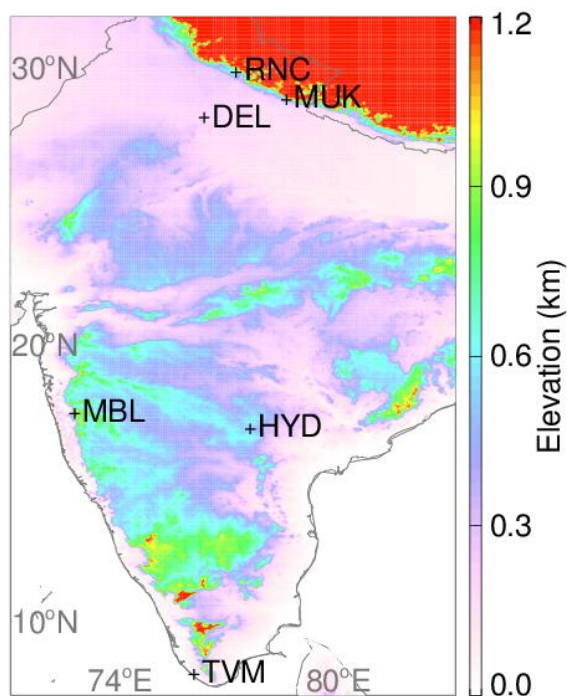 1.2
30°N
RNC
MUK
DEL
0.9
20°N
0.6
Elevation (km)
MBL
HYD
0.3
10°N
74°E
TVM
80°E
0.0